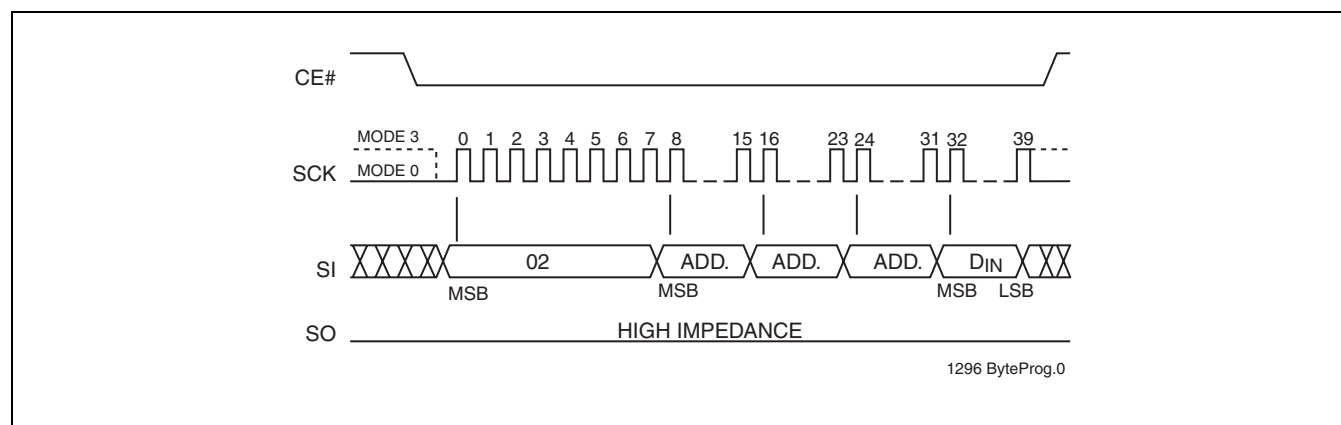 CE#
MODE 3
0 1 2 3 4 5 6 7 8 15 16 23 24 31 32 39
SCK MODE 0
SI 02 ADD. ADD. ADD. DIN
MSB MSB MSB LSB
SO HIGH IMPEDANCE
1296 ByteProg.0